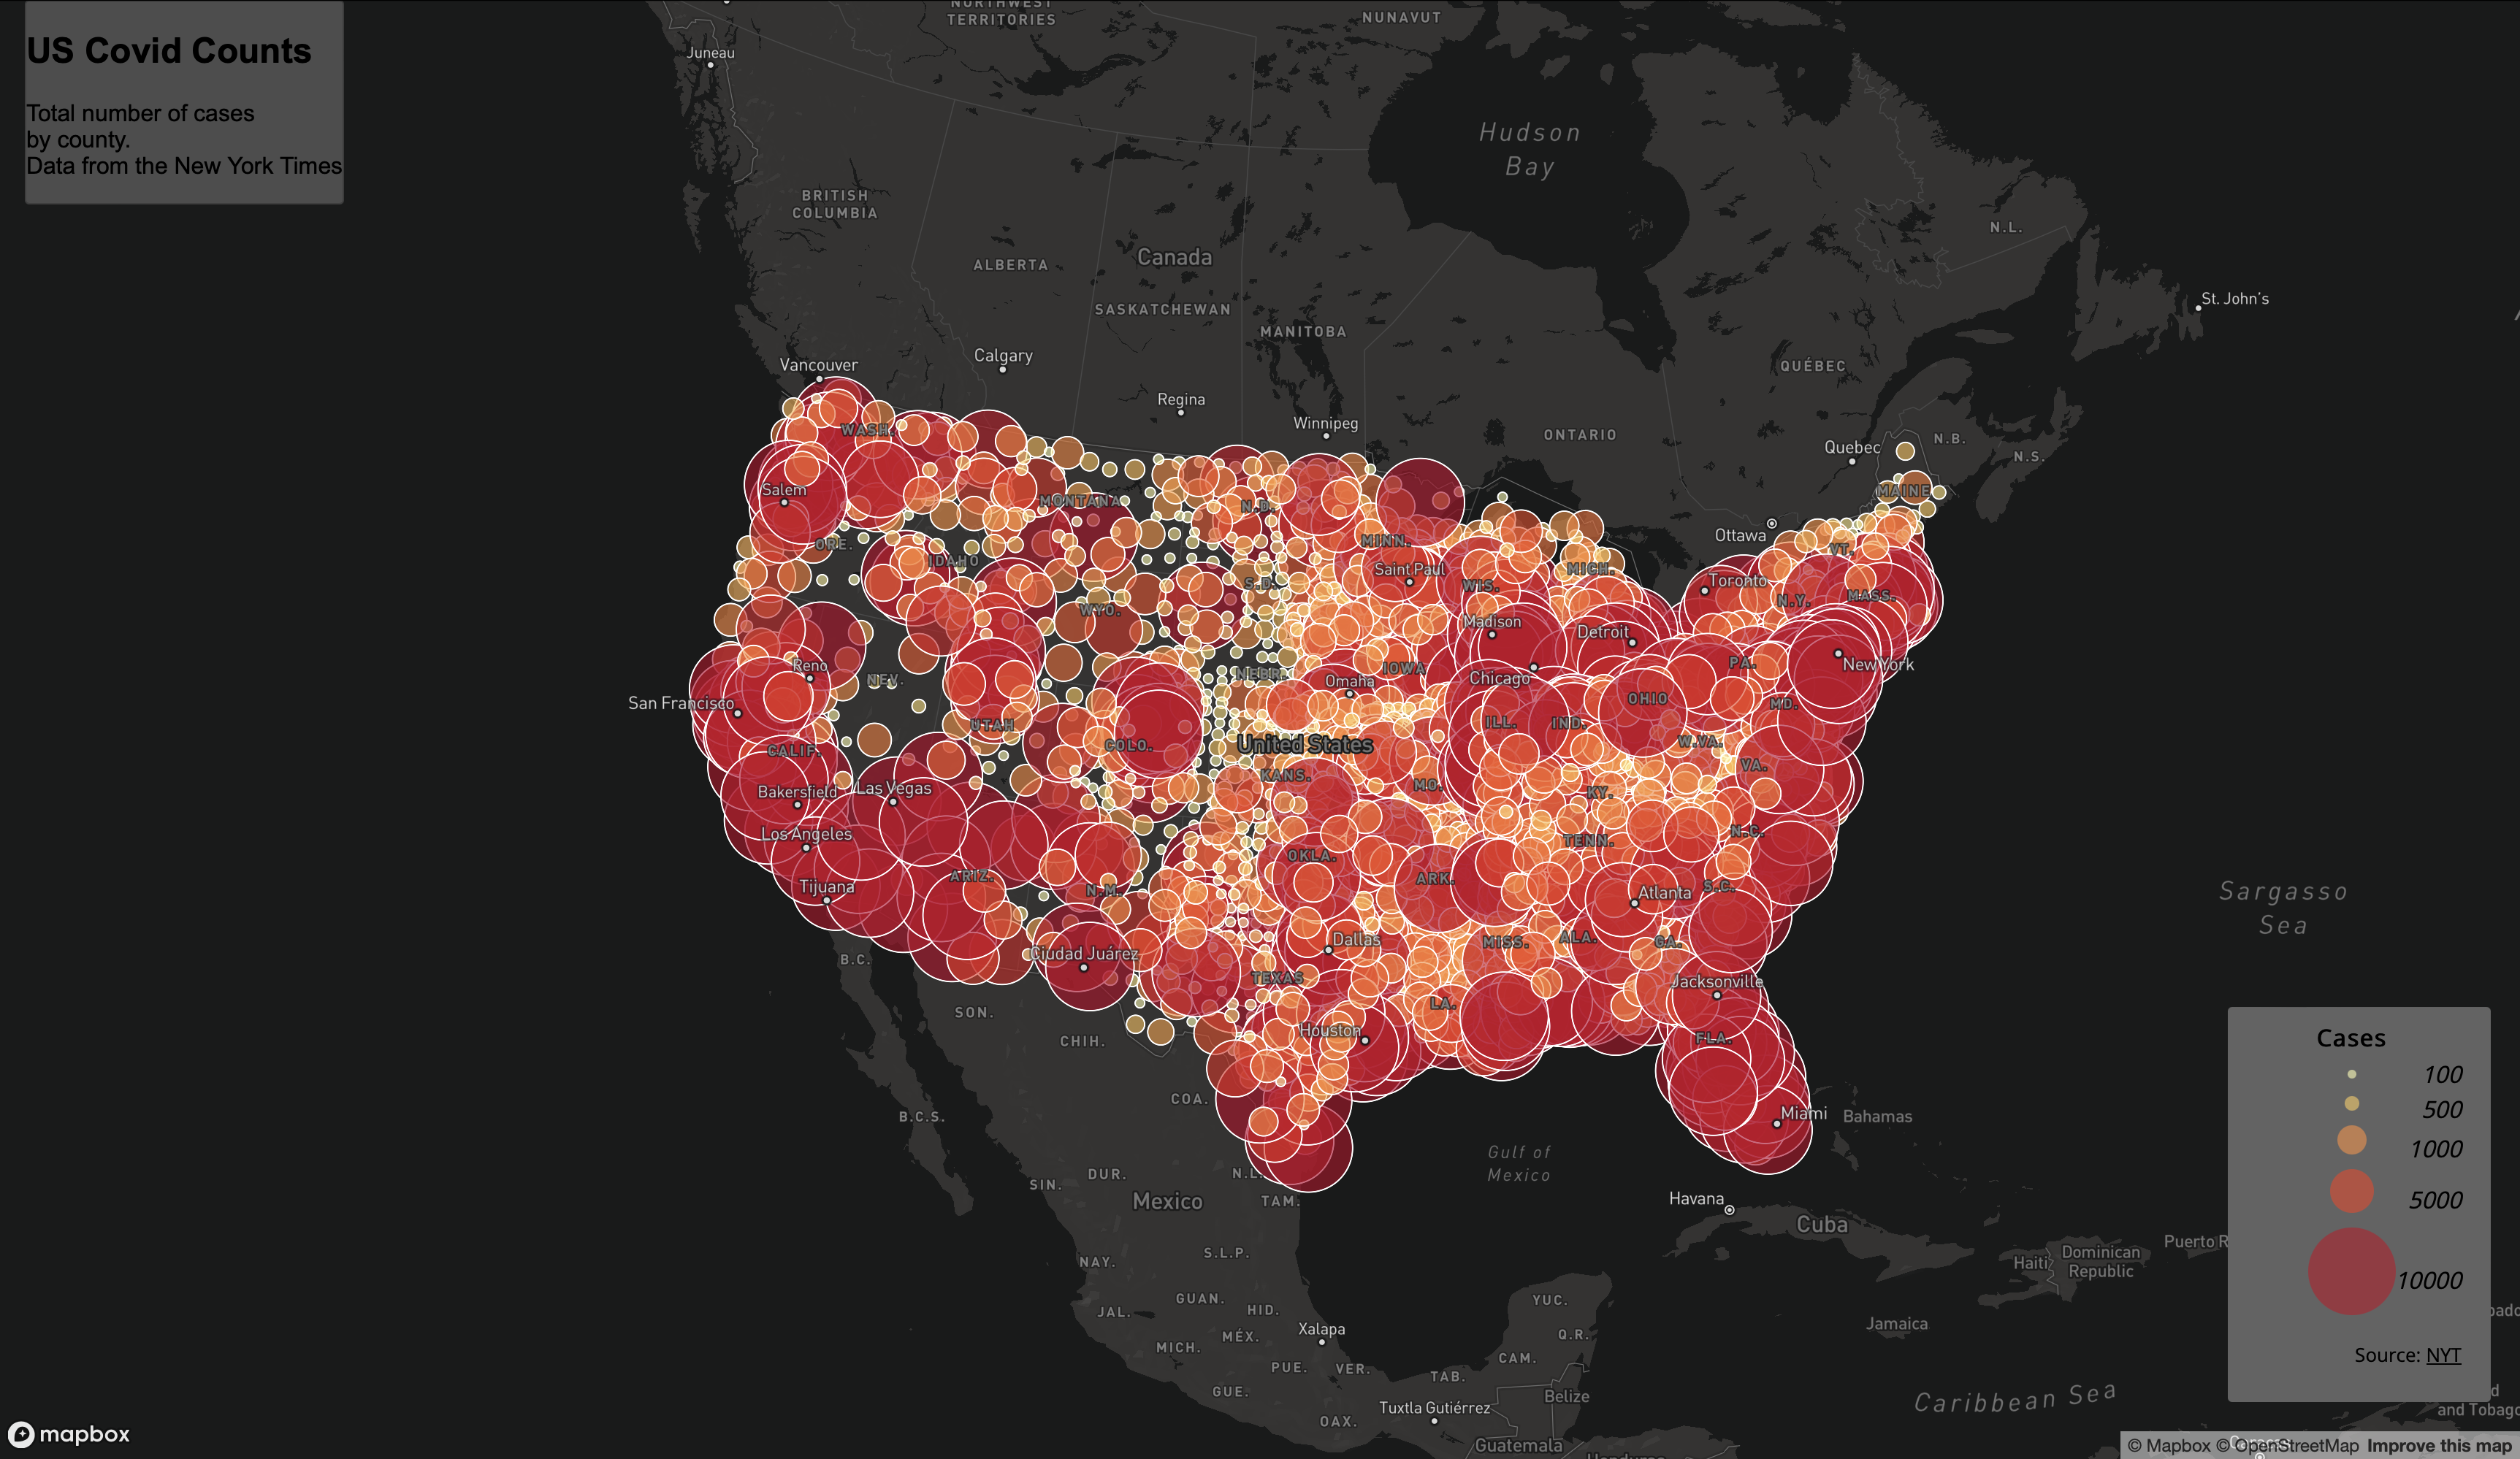 US Covid Counts
Total number of cases
by county.
Data from the New York Times
NORTHWEST
TERRITORIES
NUNAVUT
Juneau
Hudson
Bay
BRITISH
COLUMBIA
N.L.
Canada
ALBERTA
St. John's
SASKATCHEWAN
MANITOBA
Vancouver
Calgary
QUÉBEC
Regina
Winnipeg
ONTARIO
WASH.
Quebec
N.B.
N.S.
Salem
MONTANA
N.D.
MAINE
Ottawa
ORE.
IDAHO
MINN.
VT.
Saint Paul
MICH.
Toronto
S.D.
WIS.
WYO.
N.Y.
MASS.
Madison
Detroit
Reno
NEV.
NEBR.
Omaha
IOWA
Chicago
PA.
New York
San Francisco
UTAH
OHIO
MD.
ILL.
IND.
CALIF.
COLO.
United States
W.VA.
VA.
KANS.
MO.
KY.
Bakersfield
Las Vegas
Los Angeles
TENN.
N.C.
OKLA.
ARIZ.
N.M.
ARK.
Atlanta
S.C.
Tijuana
Sargasso
Sea
Dallas
MISS.
ALA.
GA.
Ciudad Juárez
B.C.
TEXAS
Jacksonville
LA.
SON.
Houston
FLA.
CHIH.
COA.
B.C.S.
Miami
Bahamas
Gulf of
Mexico
DUR.
N.L.
SIN.
Mexico
TAM.
Havana
Cuba
S.L.P.
NAY.
Haiti
Dominican
Republic
Puerto R
GUAN.
HID.
YUC.
JAL.
MÉX.
Xalapa
Q.R.
Jamaica
MICH.
PUE.
VER.
CAM.
TAB.
GUE.
Belize
OAX.
Tuxtla Gutiérrez
Guatemala
Caribbean Sea
and Tobago
Cases
100
500
1000
5000
10000
Source: NYT
mapbox
© Mapbox © OpenStreetMap Improve this map